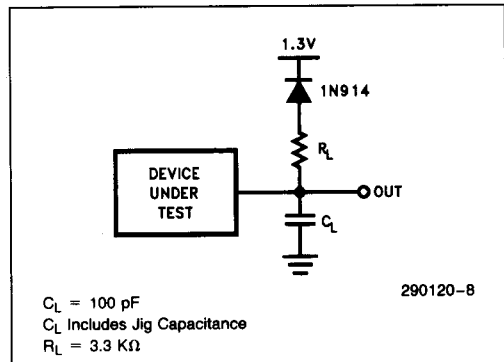 1.3V
1N914
R_L
DEVICE
UNDER
TEST
OUT
C_L
290120-8
C_L = 100 pF
C_L Includes Jig Capacitance
R_L = 3.3 KΩ